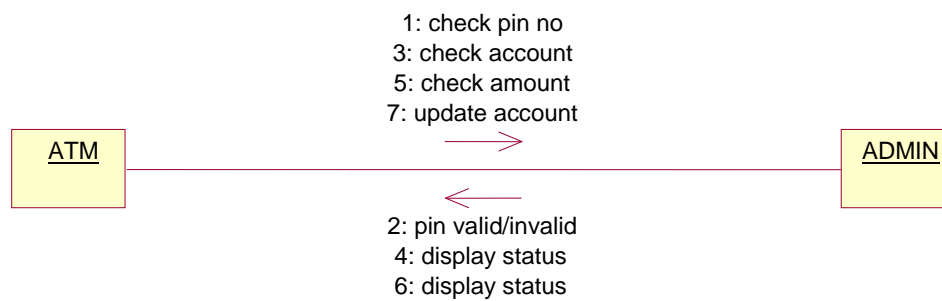 1: check pin no
3: check account
5: check amount
7: update account
ATM
ADMIN
2: pin valid/invalid
4: display status
6: display status